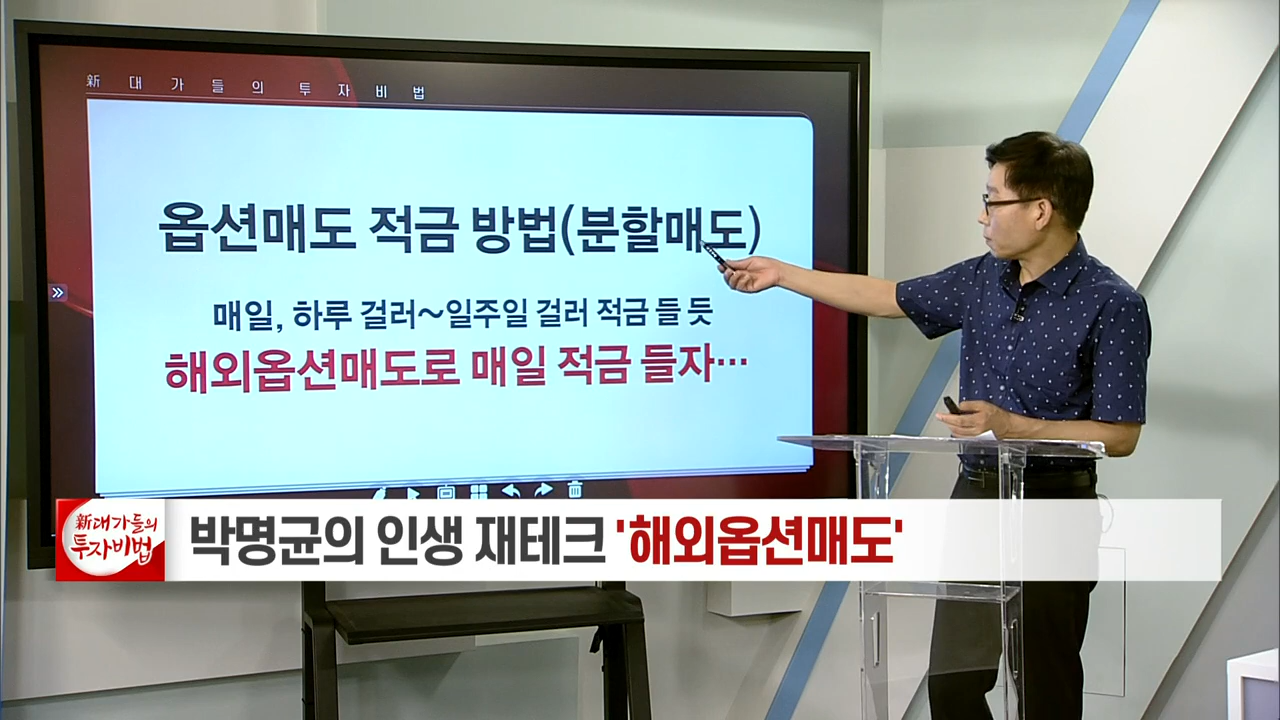 新 대가들의 투자비법
옵션매도 적금 방법(분할매도)
매일, 하루 걸러~일주일 걸러 적금 들 듯
해외옵션매도로 매일 적금 들자…
»
新대가들의
투자비법
박명균의 인생 재테크 '해외옵션매도'